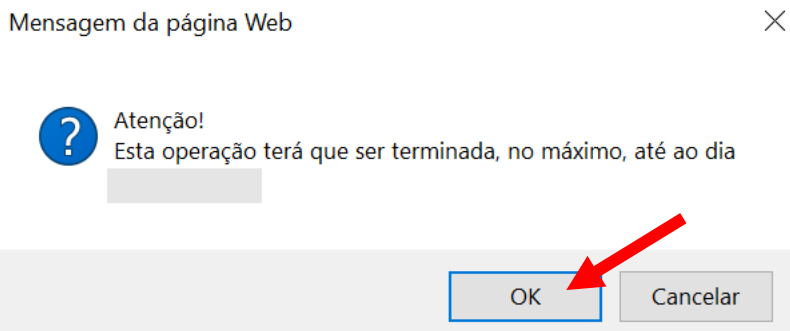 Mensagem da página Web
Atenção!
Esta operação terá que ser terminada, no máximo, até ao dia
OK
Cancelar